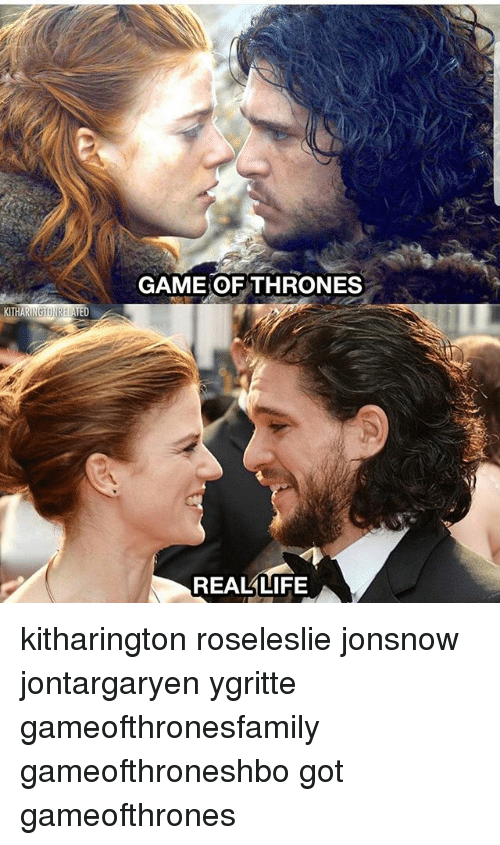 GAME OF THRONES
KITHARINGTONRELATED
REAL LIFE
kitharington roseleslie jonsnow
jontargaryen ygritte
gameofthronesfamily
gameofthroneshbo got
gameofthrones